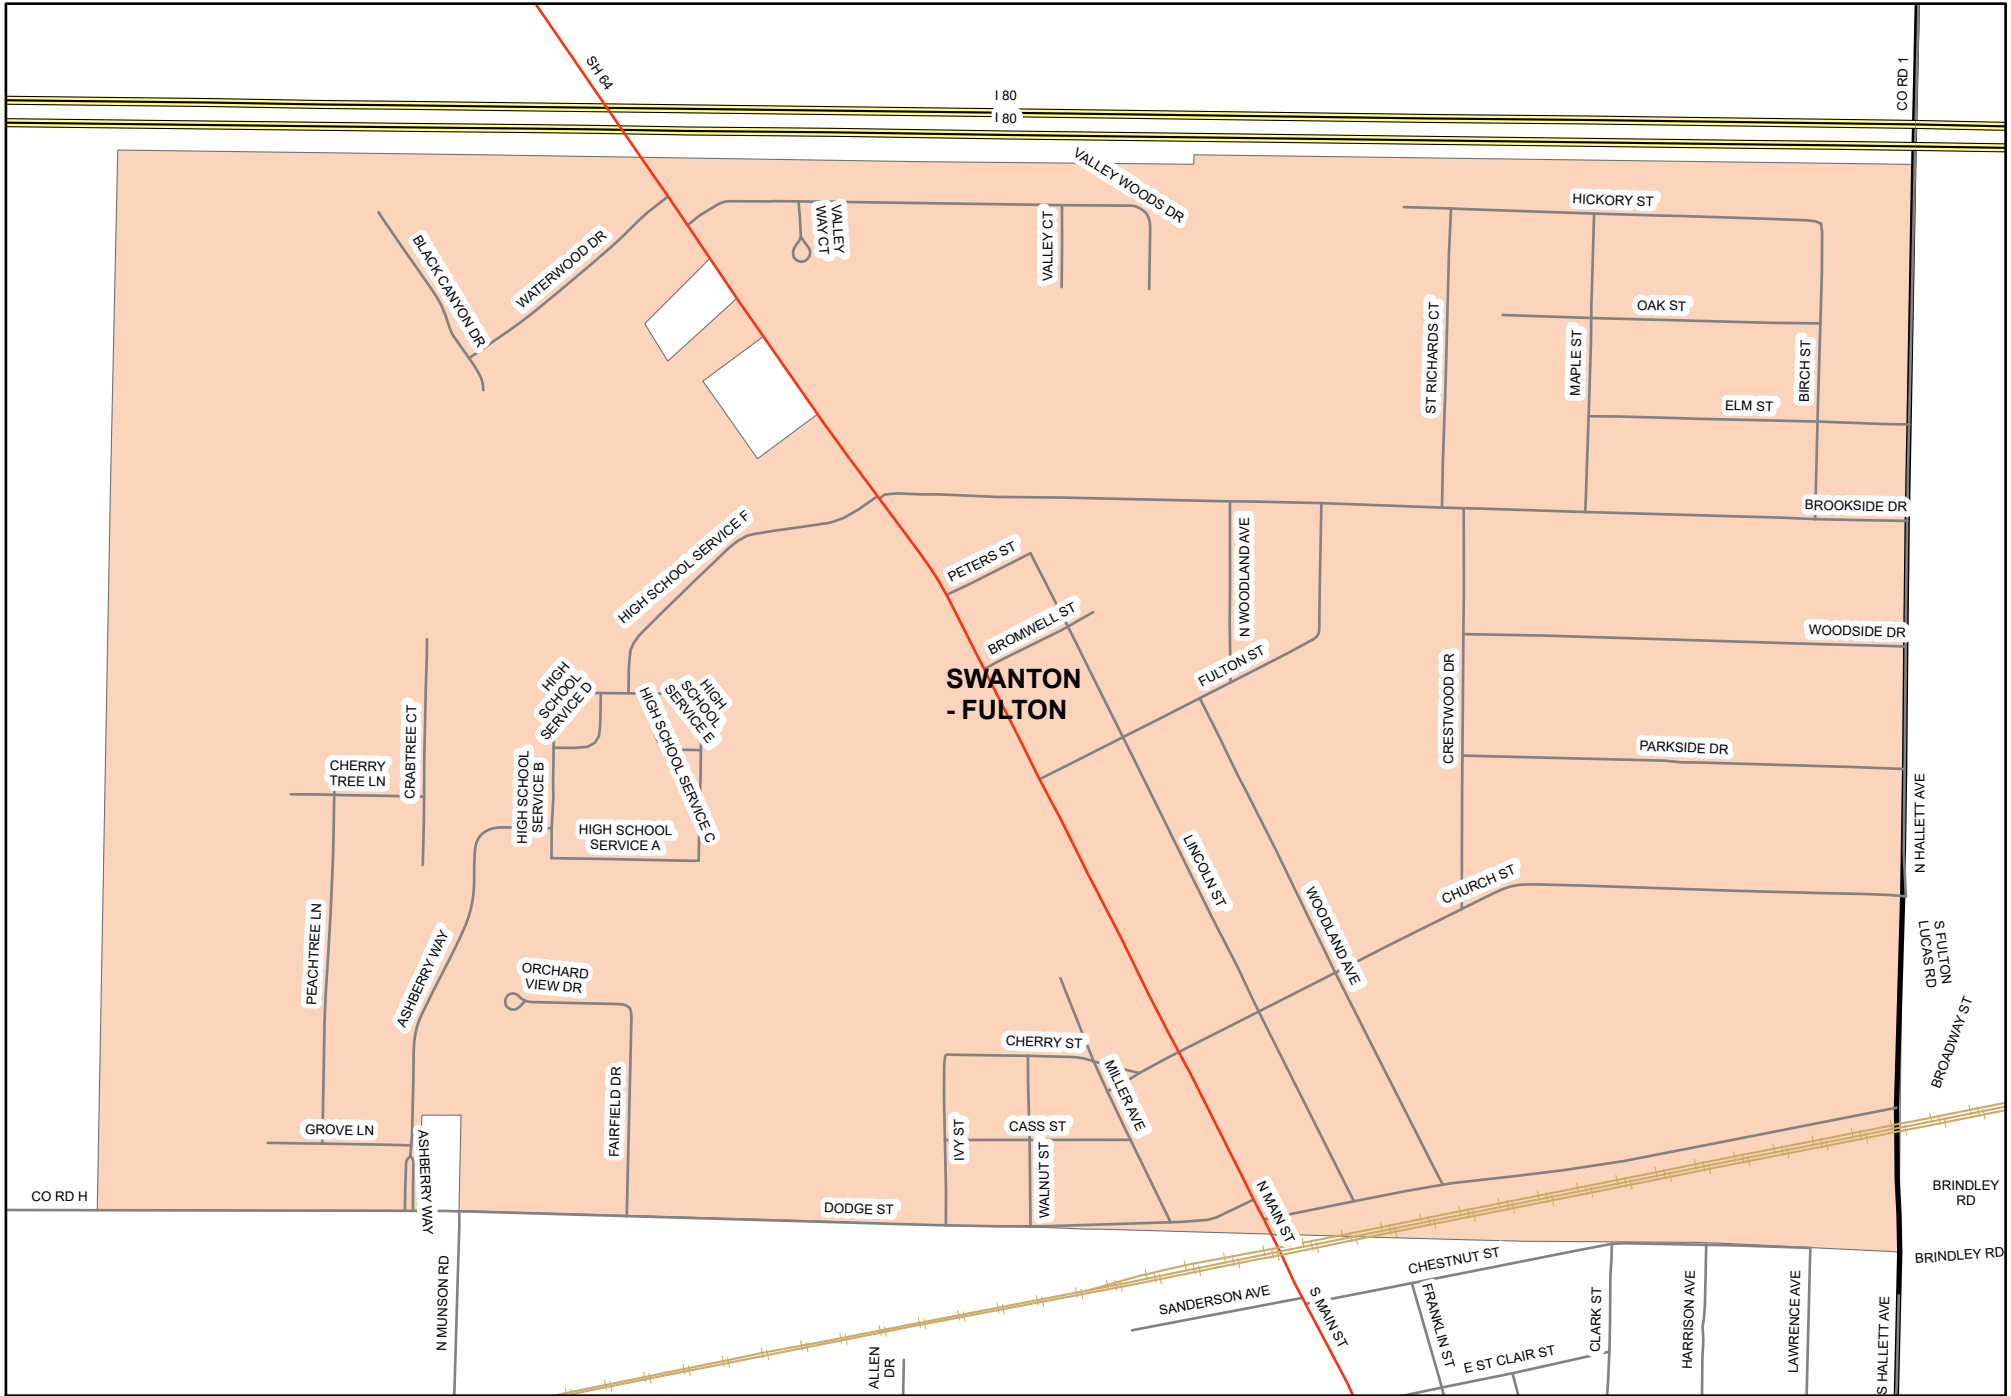 SH 64
I 80
I 80
CO RD 1
VALLEY WOODS DR
HICKORY ST
VALLEY
WAY CT
VALLEY CT
BLACK CANYON DR
WATERWOOD DR
OAK ST
ST RICHARDS CT
MAPLE ST
BIRCH ST
ELM ST
BROOKSIDE DR
HIGH SCHOOL SERVICE F
PETERS ST
N WOODLAND AVE
BROMWELL ST
WOODSIDE DR
FULTON ST
SWANTON
- FULTON
CRESTWOOD DR
HIGH
SCHOOL
SERVICE D
HIGH
SCHOOL
SERVICE E
HIGH SCHOOL SERVICE C
CRABTREE CT
PARKSIDE DR
CHERRY
TREE LN
HIGH SCHOOL
SERVICE B
HIGH SCHOOL
SERVICE A
N HALLETT AVE
LINCOLN ST
CHURCH ST
WOODLAND AVE
PEACHTREE LN
ASHBERRY WAY
S FULTON
LUCAS RD
ORCHARD
VIEW DR
BROADWAY ST
CHERRY ST
FAIRFIELD DR
MILLER AVE
GROVE LN
CASS ST
IVY ST
WALNUT ST
ASHBERRY WAY
CO RD H
DODGE ST
N MAIN ST
BRINDLEY
RD
BRINDLEY RD
CHESTNUT ST
N MUNSON RD
SANDERSON AVE
S MAIN ST
FRANKLIN ST
CLARK ST
HARRISON AVE
LAWRENCE AVE
S HALLETT AVE
ALLEN
DR
E ST CLAIR ST